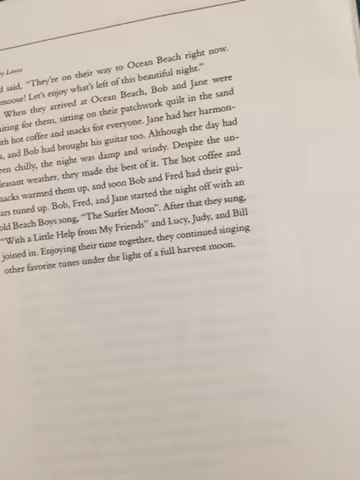 y Lonea
d said, "They're on their way to Ocean Beach right now.
moose! Let's enjoy what's left of this beautiful night."
When they arrived at Ocean Beach, Bob and Jane were
iting for them, sitting on their patchwork quilt in the sand
th hot coffee and snacks for everyone. Jane had her harmon-
a, and Bob had brought his guitar too. Although the day had
een chilly, the night was damp and windy. Despite the un-
leasant weather, they made the best of it. The hot coffee and
nacks warmed them up, and soon Bob and Fred had their gui-
ars tuned up. Bob, Fred, and Jane started the night off with an
old Beach Boys song, "The Surfer Moon". After that they sung,
"With a Little Help from My Friends" and Lucy, Judy, and Bill
joined in. Enjoying their time together, they continued singing
other favorite tunes under the light of a full harvest moon.